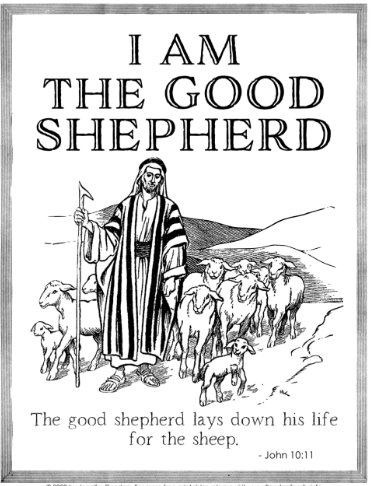 I AM
THE GOOD
SHEPHERD
The good shepherd lays down his life
for the sheep.
- John 10:11